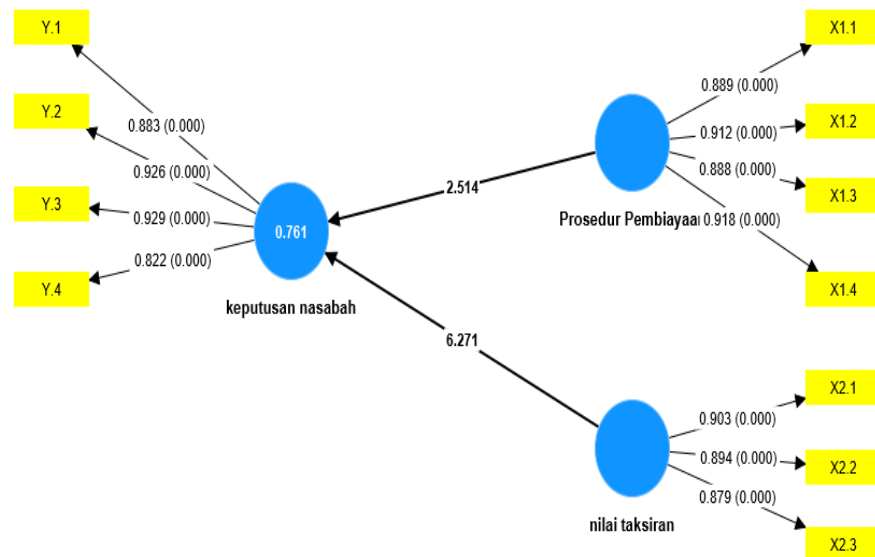 Y.1
X1.1
0.883 (0.000)
0.889 (0.000)
Y.2
X1.2
0.926 (0.000)
0.912 (0.000)
Y.3
X1.3
0.929 (0.000)
0.888 (0.000)
2.514
0.761
Prosedur Pembiayaa
0.918 (0.000)
Y.4
X1.4
0.822 (0.000)
keputusan nasabah
6.271
X2.1
0.903 (0.000)
X2.2
0.894 (0.000)
0.879 (0.000)
nilai taksiran
X2.3